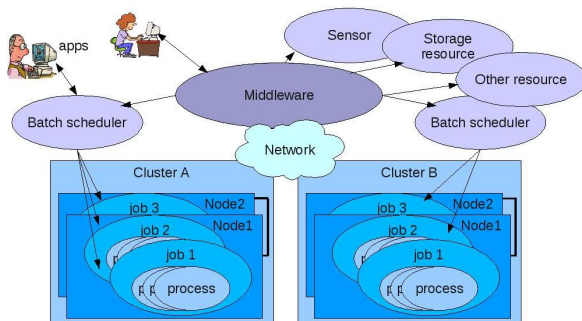 apps
Sensor
Storage
resource
Other resource
Middleware
Batch scheduler
Batch scheduler
Network
Cluster A
Cluster B
Node2
job 3
Node1
job 2
job 1
p
p
p
process
Node2
job 3
Node1
job 2
job 1
p
p
p
process